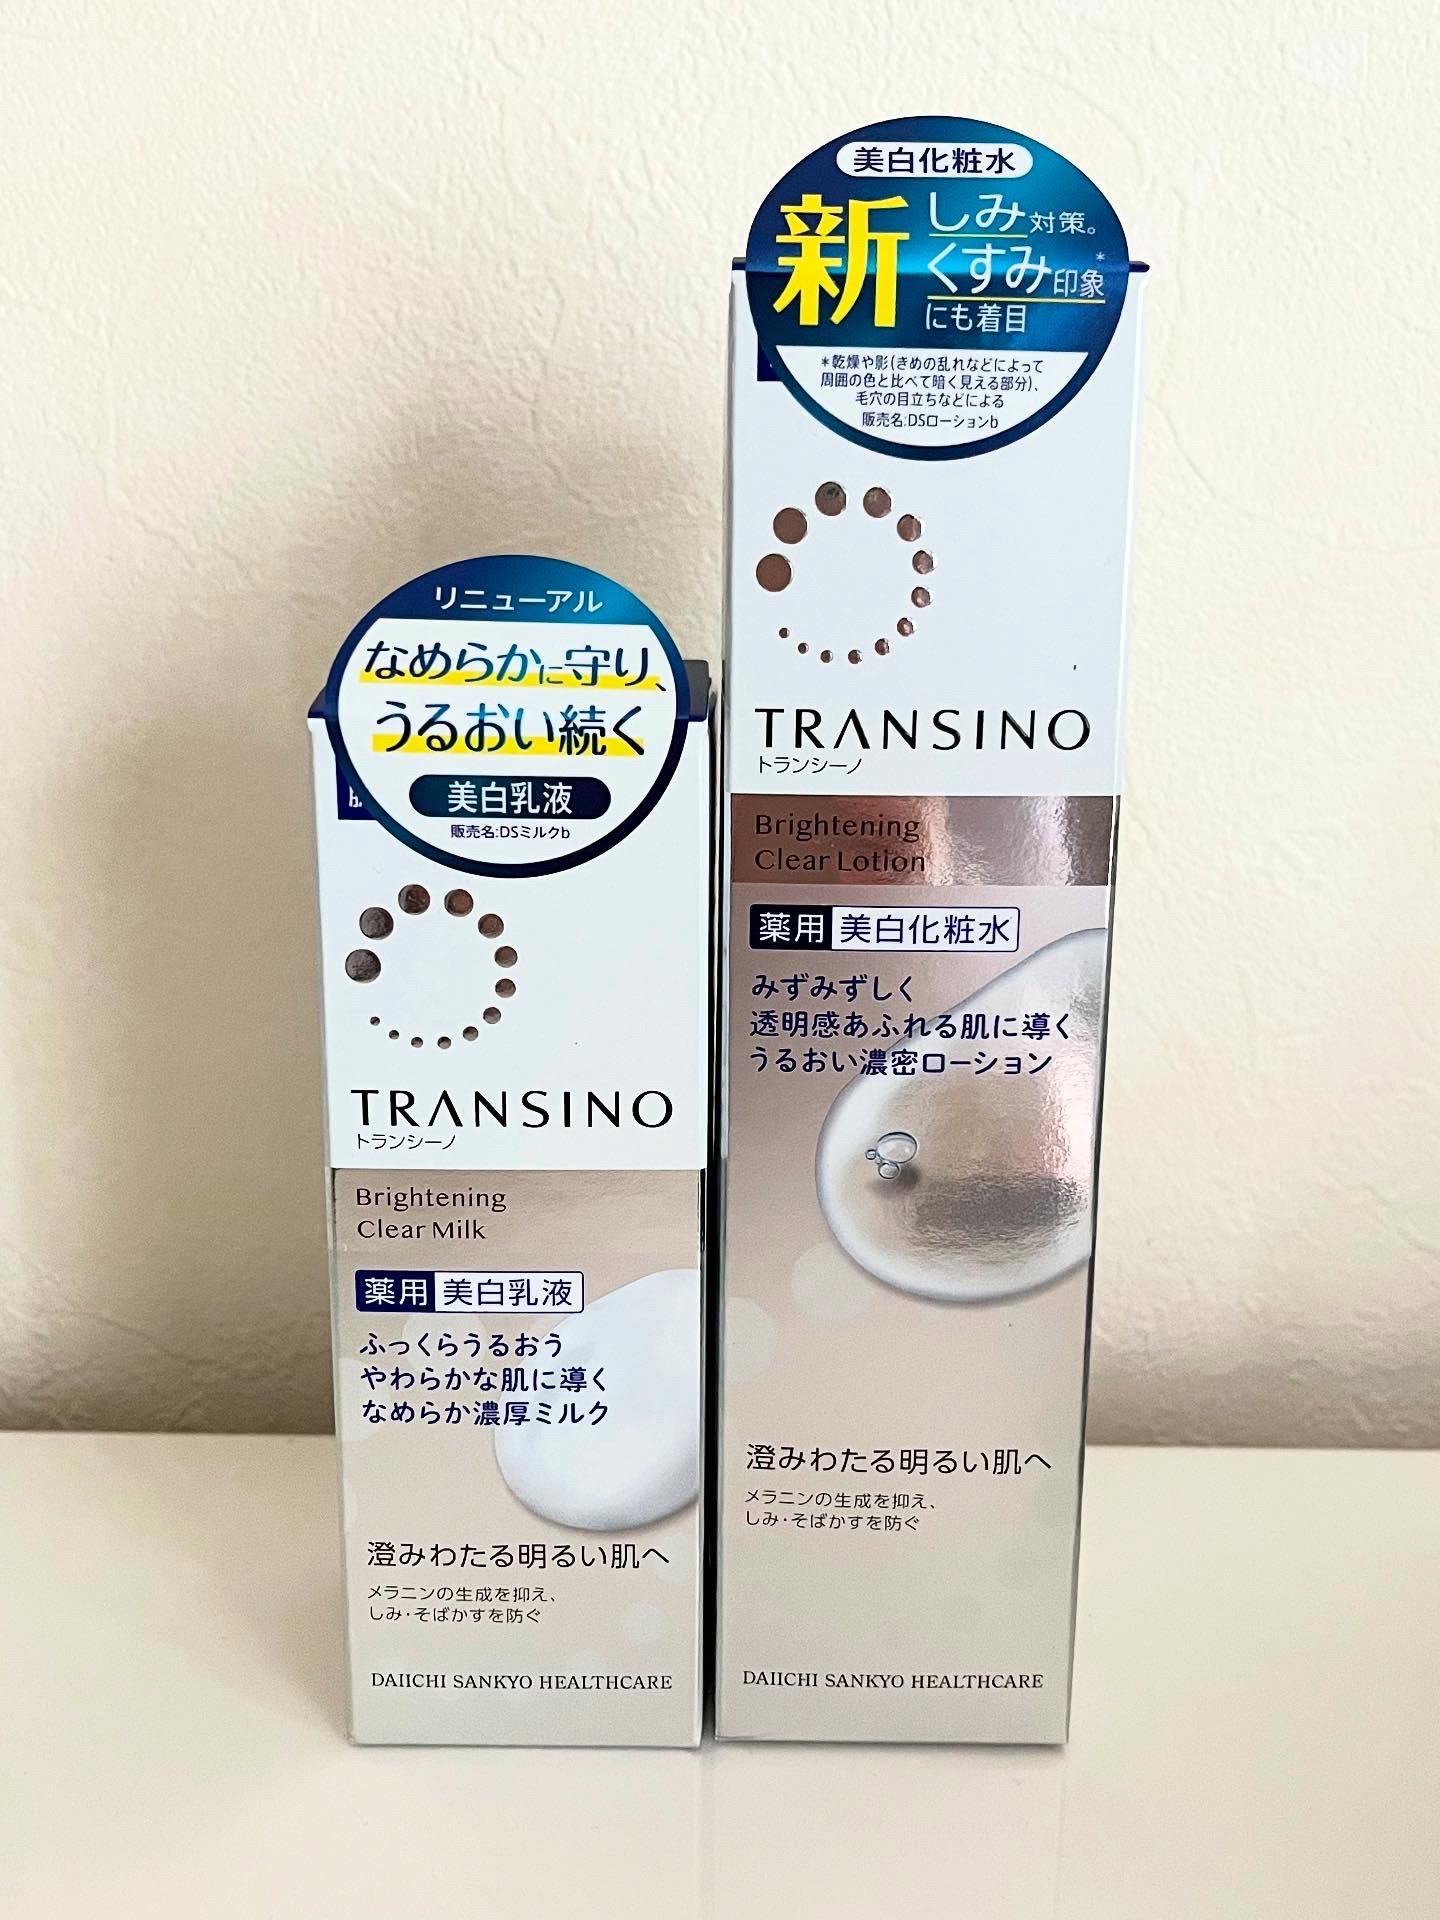 リニューアル
なめらかに守り、
うるおい続く
美白乳液
販売名:DSミルクb
TRANSINO
トランシーノ
Brightening
Clear Milk
薬用 美白乳液
ふっくらうるおう
やわらかな肌に導く
なめらか濃厚ミルク
澄みわたる明るい肌へ
メラニンの生成を抑え、
しみ・そばかすを防ぐ
DAIICHI SANKYO HEALTHCARE
美白化粧水
新 しみ対策。
くすみ印象*
にも着目
*乾燥や影(きめの乱れなどによって
周囲の色と比べて暗く見える部分)、
毛穴の目立ちなどによる
販売名:DSローションb
TRANSINO
トランシーノ
Brightening
Clear Lotion
薬用 美白化粧水
みずみずしく
透明感あふれる肌に導く
うるおい濃密ローション
澄みわたる明るい肌へ
メラニンの生成を抑え、
しみ・そばかすを防ぐ
DAIICHI SANKYO HEALTHCARE